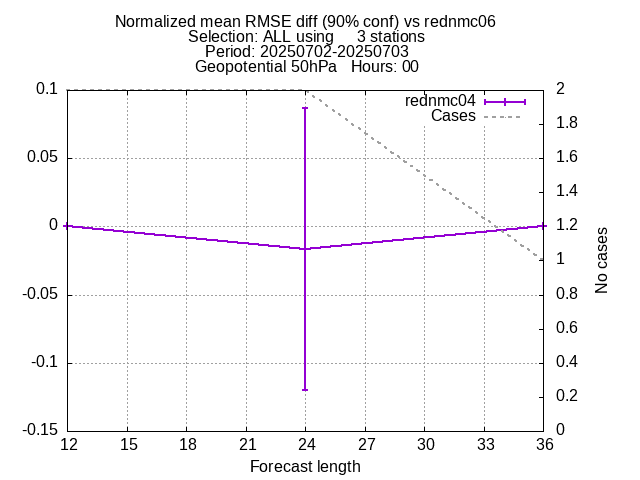 Normalized mean RMSE diff (90% conf) vs rednmc06
Selection: ALL using     3 stations
Period: 20250702-20250703
Geopotential 50hPa   Hours: 00
rednmc04
Cases
0.1
0.05
0
-0.05
-0.1
-0.15
2
1.8
1.6
1.4
1.2
1
0.8
0.6
0.4
0.2
0
No cases
12 15 18 21 24 27 30 33 36
Forecast length